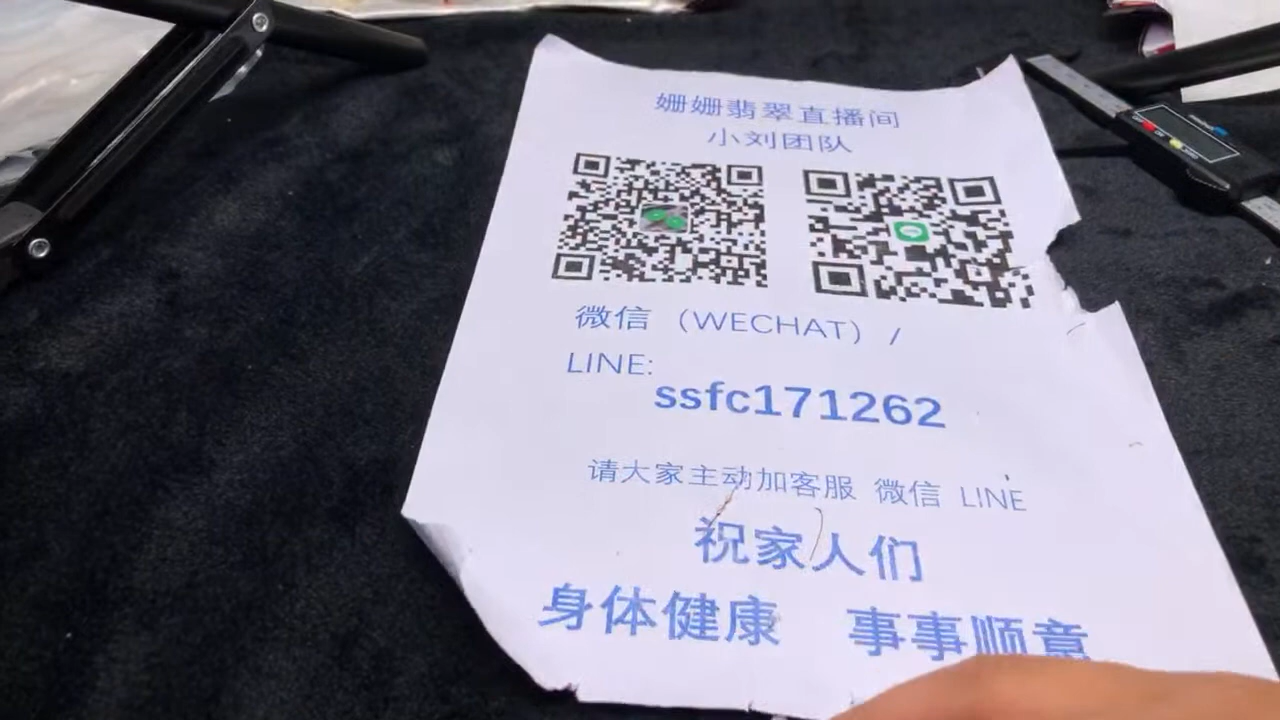 姗姗翡翠直播间
小刘团队
微信（WECHAT）/
LINE:
ssfc171262
请大家主动加客服 微信 LINE
祝家人们
身体健康 事事顺意